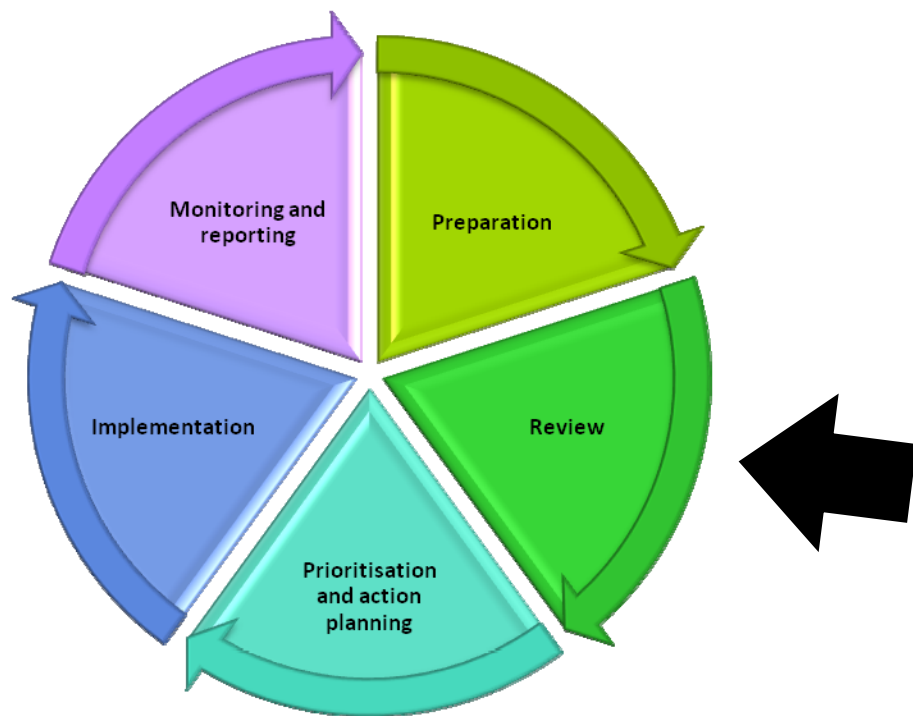 Monitoring and
reporting
Preparation
Implementation
Review
Prioritisation
and action
planning